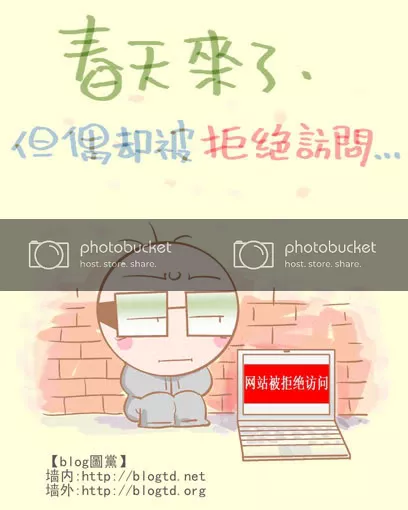 春天來了.
但偶却被拒绝訪問...
photobucket photobucket
host. store. share. host. store. share.
网站被拒绝访问
【blog圖黨】
墙内:http://blogtd.net
墙外:http://blogtd.org